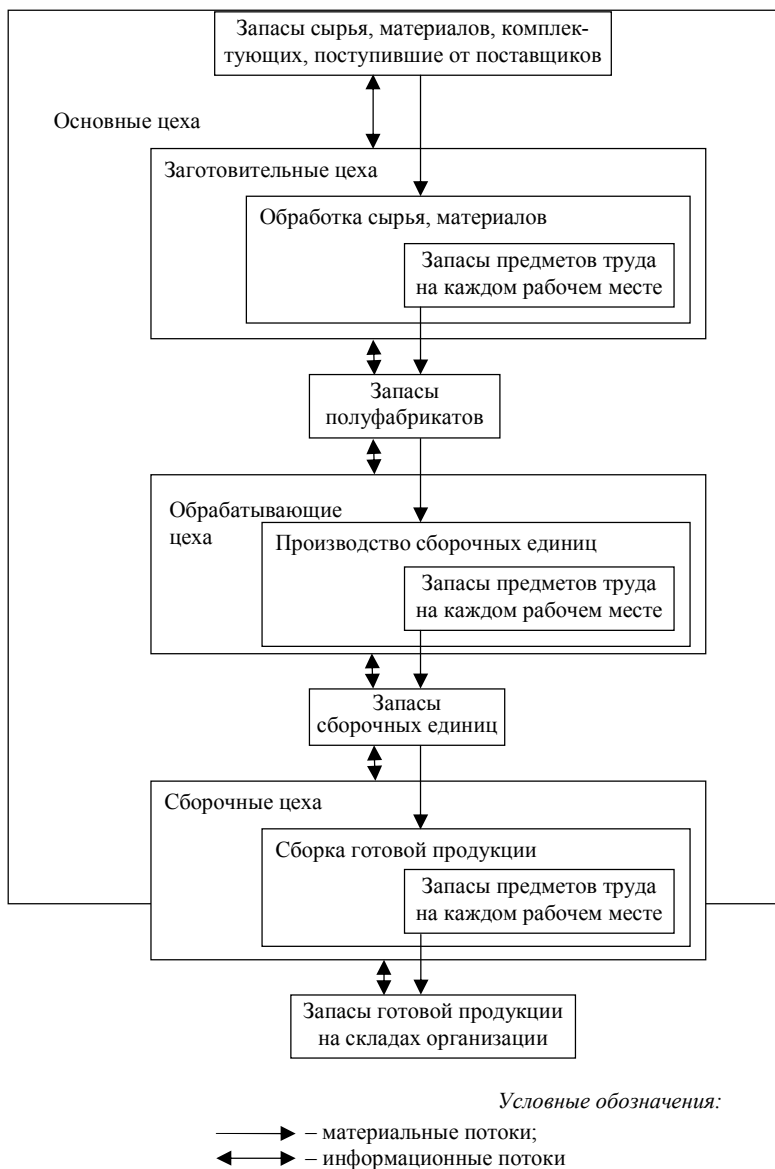 Запасы сырья, материалов, комплек-
тующих, поступившие от поставщиков
Основные цеха
Заготовительные цеха
Обработка сырья, материалов
Запасы предметов труда
на каждом рабочем месте
Запасы
полуфабрикатов
Обрабатывающие
цеха
Производство сборочных единиц
Запасы предметов труда
на каждом рабочем месте
Запасы
сборочных единиц
Сборочные цеха
Сборка готовой продукции
Запасы предметов труда
на каждом рабочем месте
Запасы готовой продукции
на складах организации
Условные обозначения:
– материальные потоки;
– информационные потоки